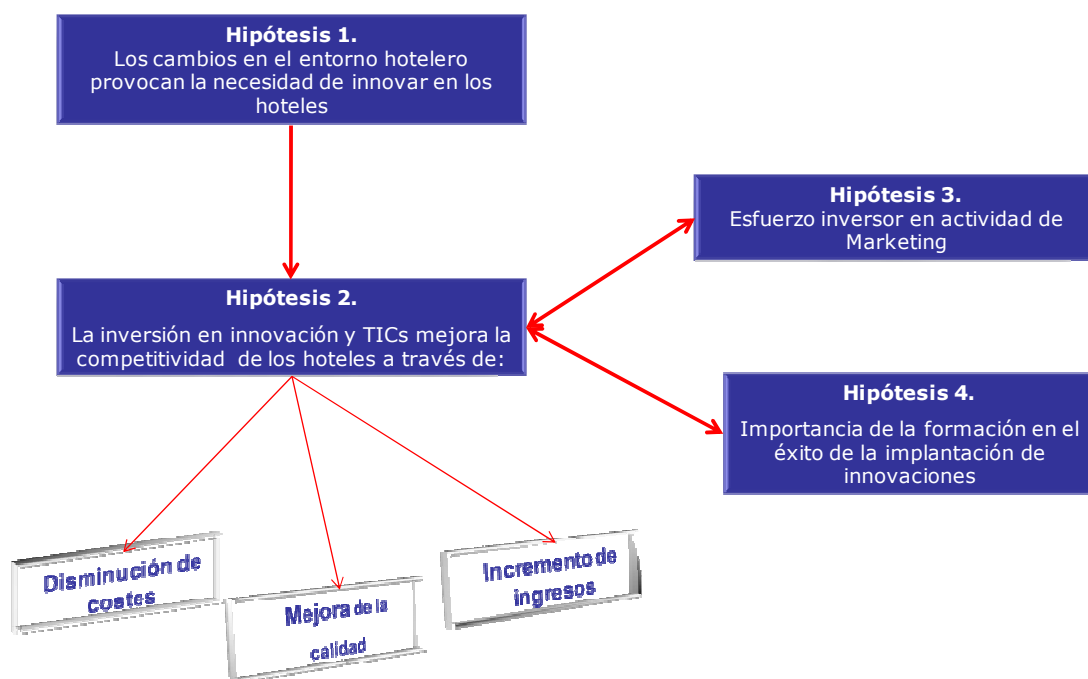 Hipótesis 1.
Los cambios en el entorno hotelero
provocan la necesidad de innovar en los
hoteles
Hipótesis 3.
Esfuerzo inversor en actividad de
Marketing
Hipótesis 2.
La inversión en innovación y TICs mejora la
competitividad de los hoteles a través de:
Hipótesis 4.
Importancia de la formación en el
éxito de la implantación de
innovaciones
Disminución de
costes
Mejora de la
calidad
Incremento de
ingresos